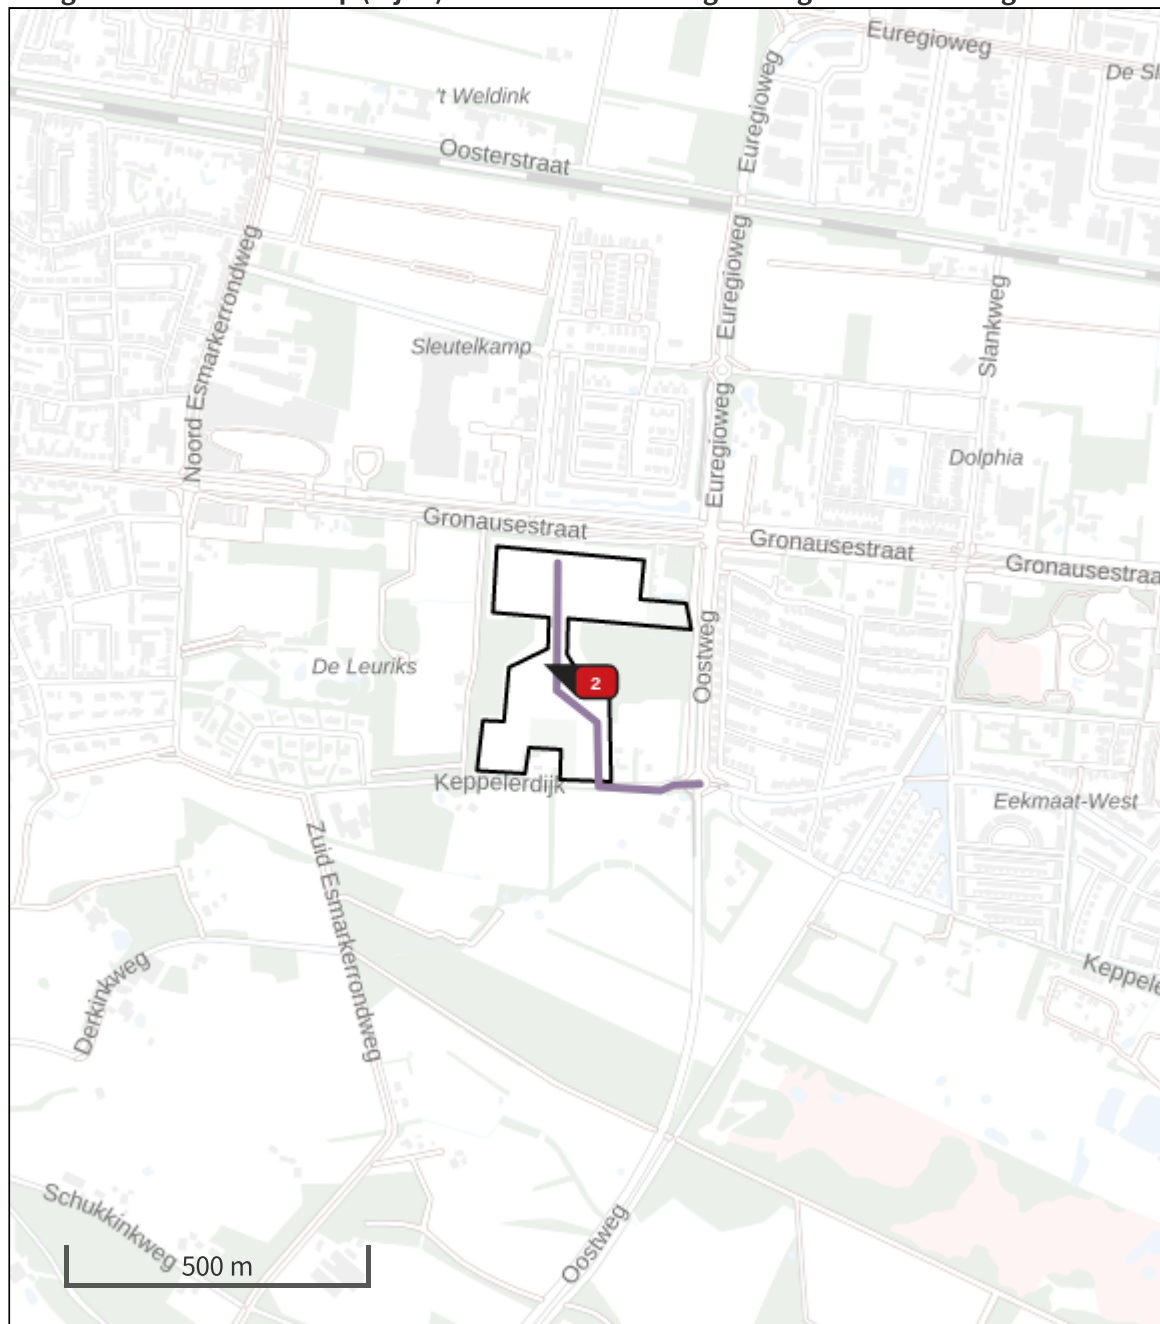 Euregioweg
De Sl
't Weldink
Oosterstraat
Euregioweg
Noord Esmarkerrondweg
Euregioweg
Slankweg
Sleutelkamp
Euregioweg
Dolphia
Gronausestraat
Gronausestraat
Gronausestraa
De Leuriks
Oostweg
2
Keppelerdijk
Eekmaat-West
Zuid Esmarkerrondweg
Derkinkweg
Keppele
Schukkinkweg
Oostweg
500 m